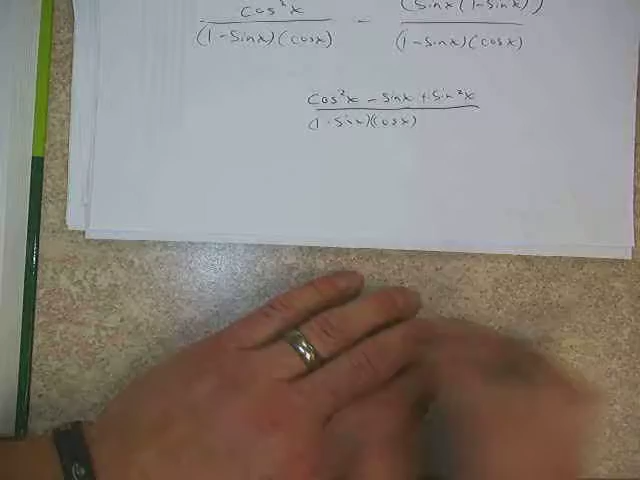 cos²x / (1-sinx)(cosx) - (sinx(1-sinx)) / (1-sinx)(cosx)
cos²x - sinx + sin²x / (1-sinx)(cosx)